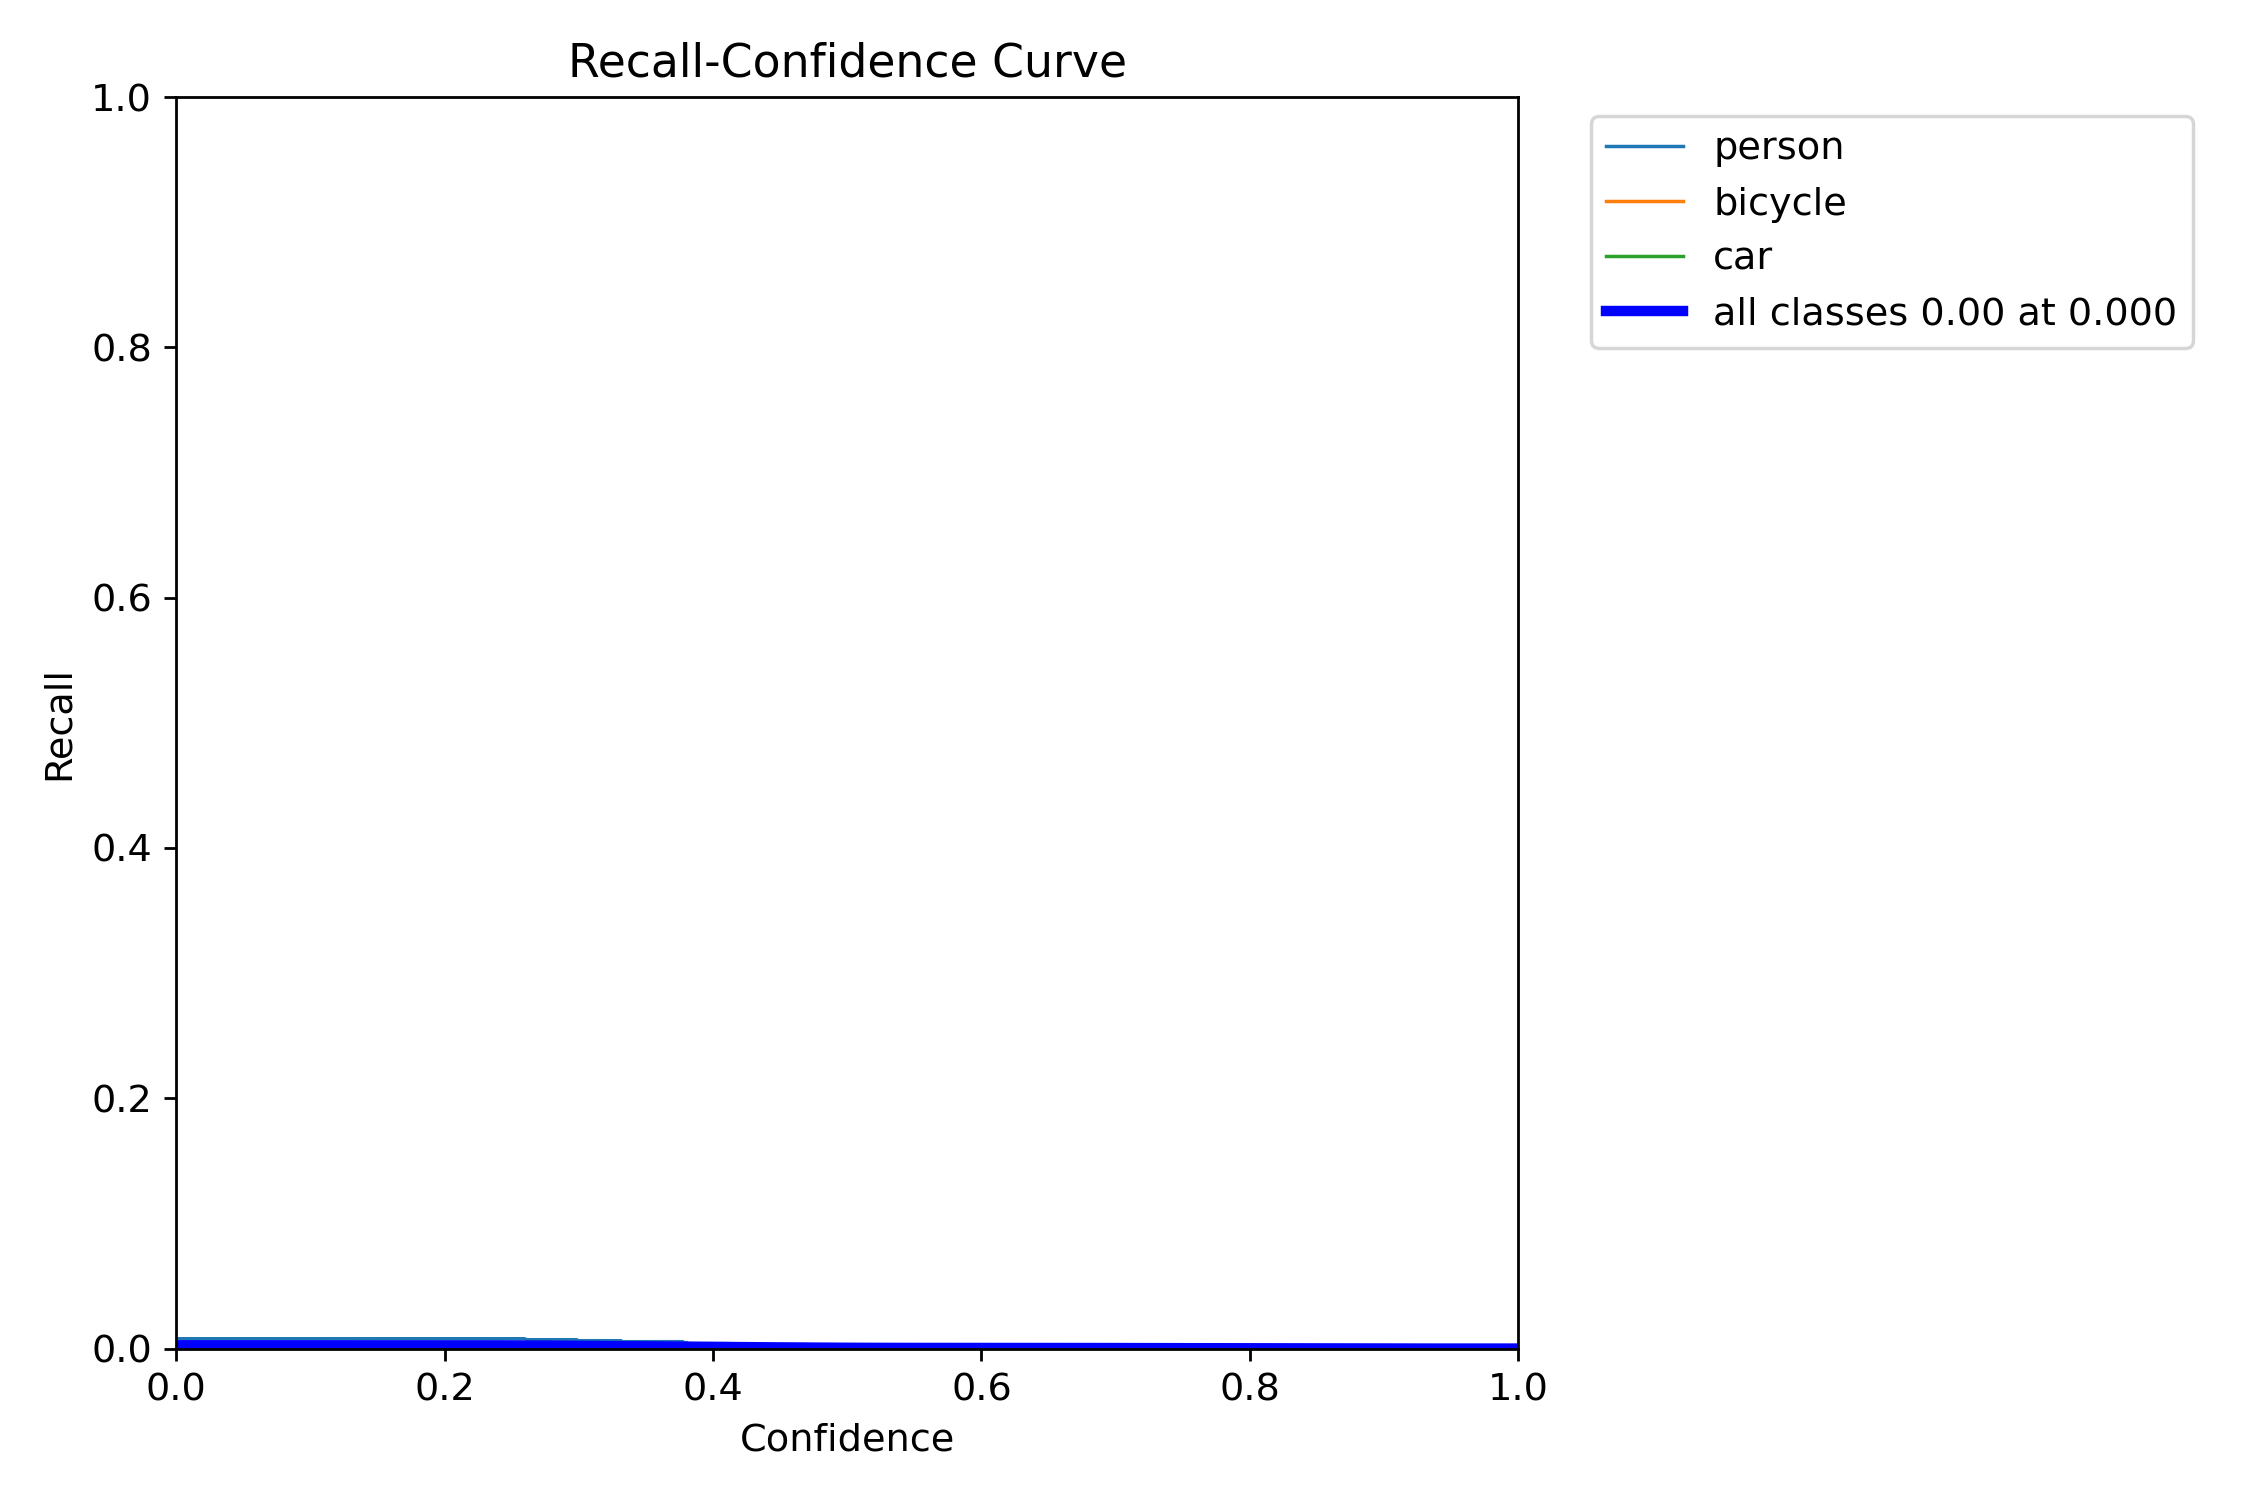 Recall-Confidence Curve
1.0
0.8
0.6
0.4
0.2
0.0
Recall
0.0 0.2 0.4 0.6 0.8 1.0
Confidence
person
bicycle
car
all classes 0.00 at 0.000